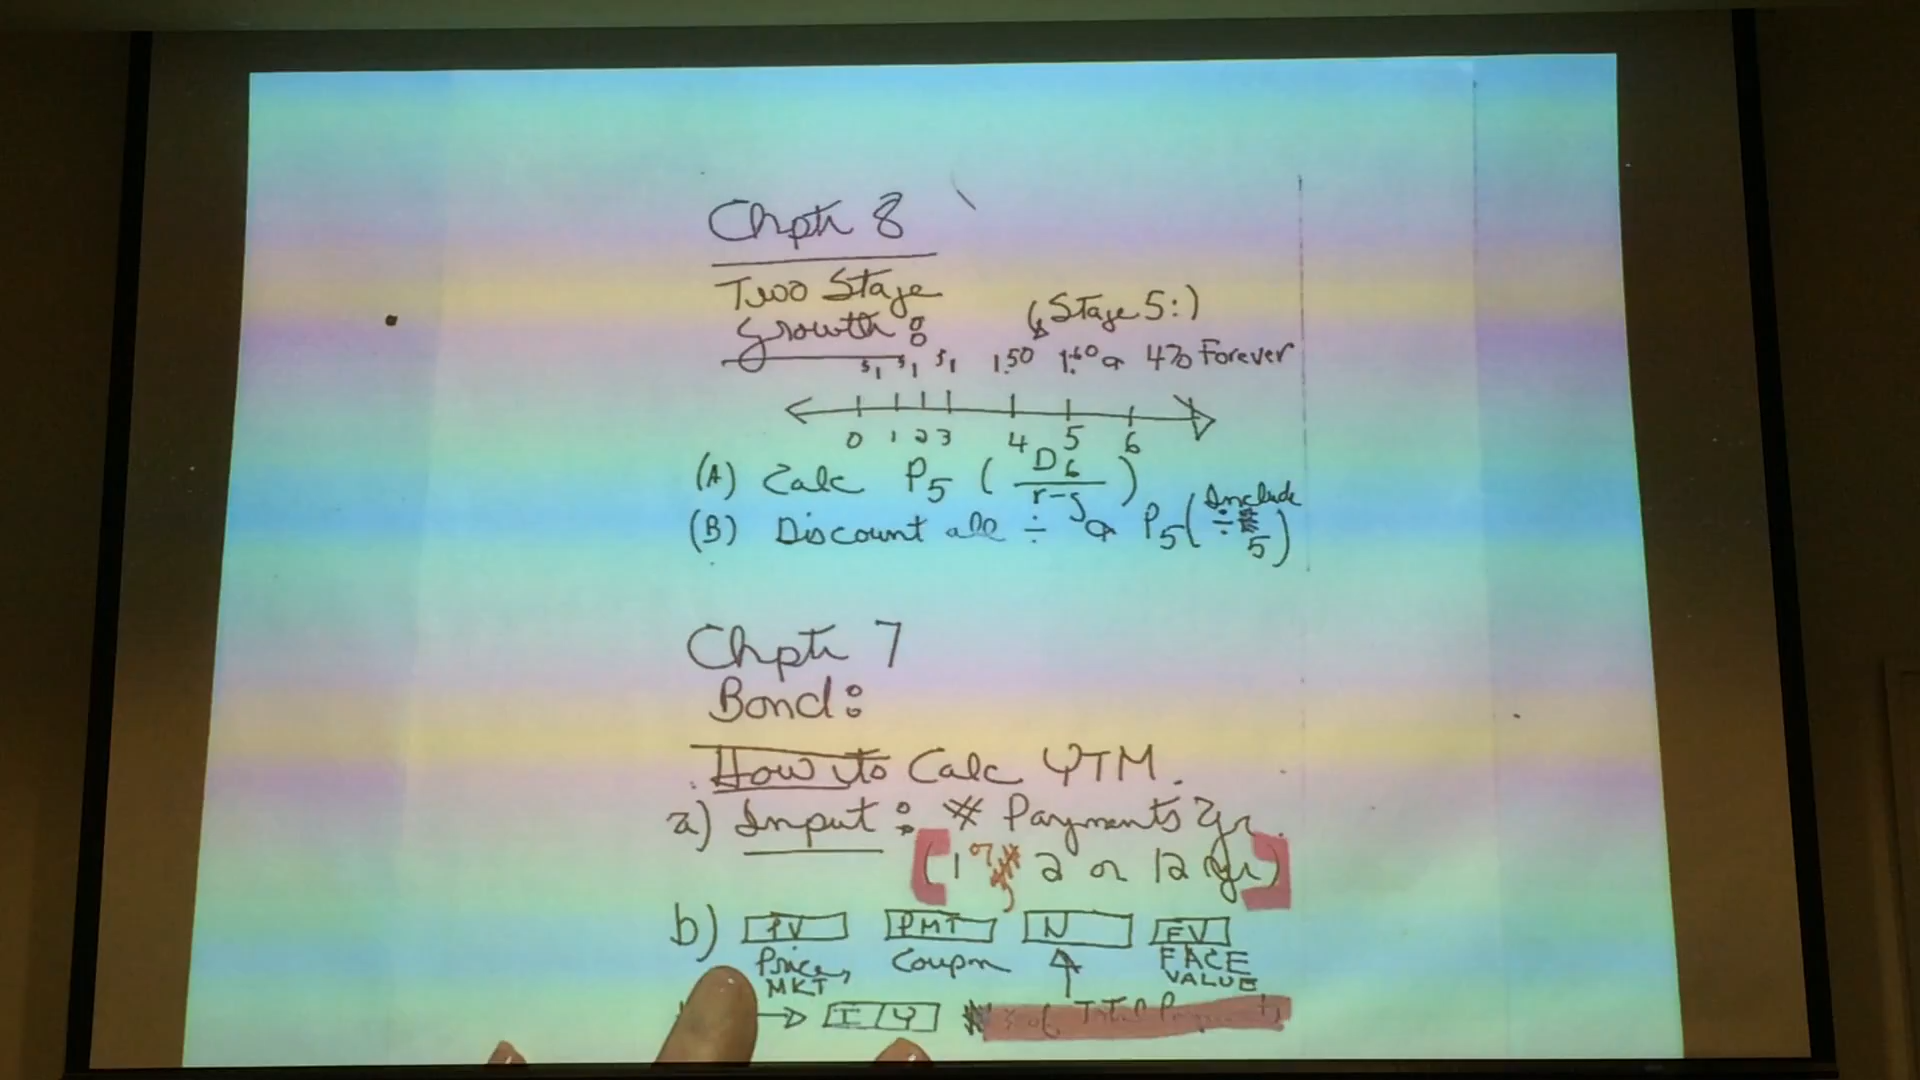 Chptr 8
Two Stage
Growth:
(Stage 5:)
$1 $1 $1 1.50 1.60 @ 4% Forever
0 1 2 3 4 5 6
(A) Calc P5 ( D6 / r-g )
(B) Discount all ÷ @ P5 ( Include ÷ 5 )
Chptr 7
Bond:
How to Calc YTM.
a) Input: # Payments yr.
(1 or 2 or 12 yr)
b) PV PMT N FV
Price, Coupon FACE
MKT VALUE
→ I/Y # of Total